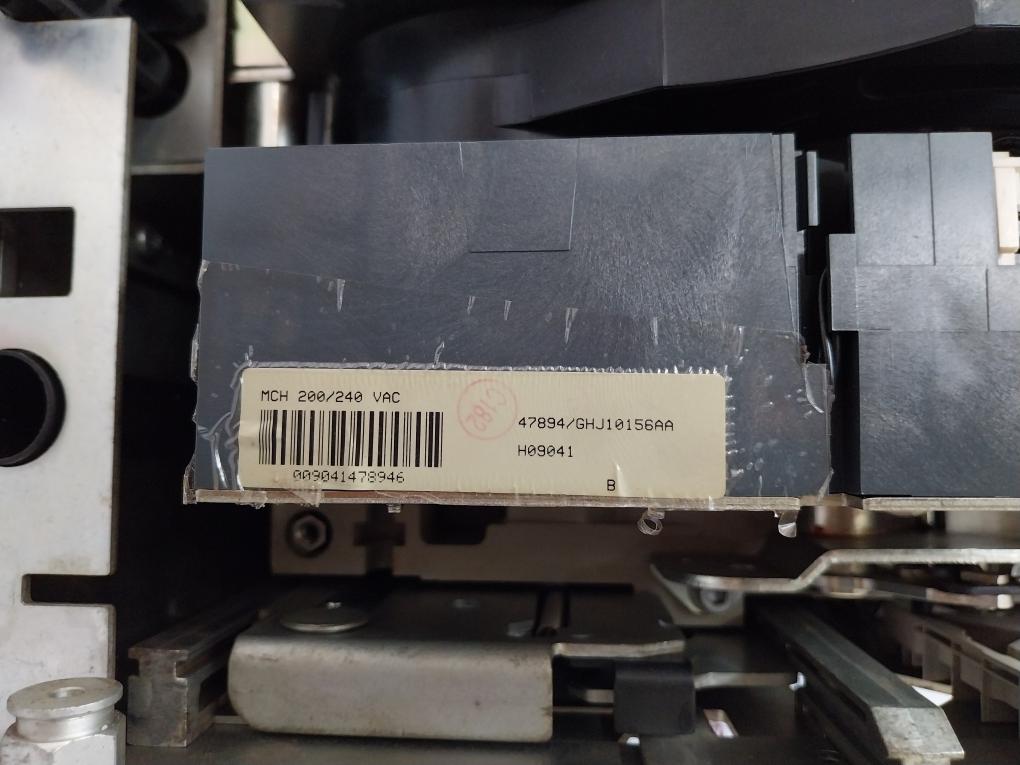 MCH 200/240 VAC
C182
47894/GHJ10156AA
H09041
009041478946
B